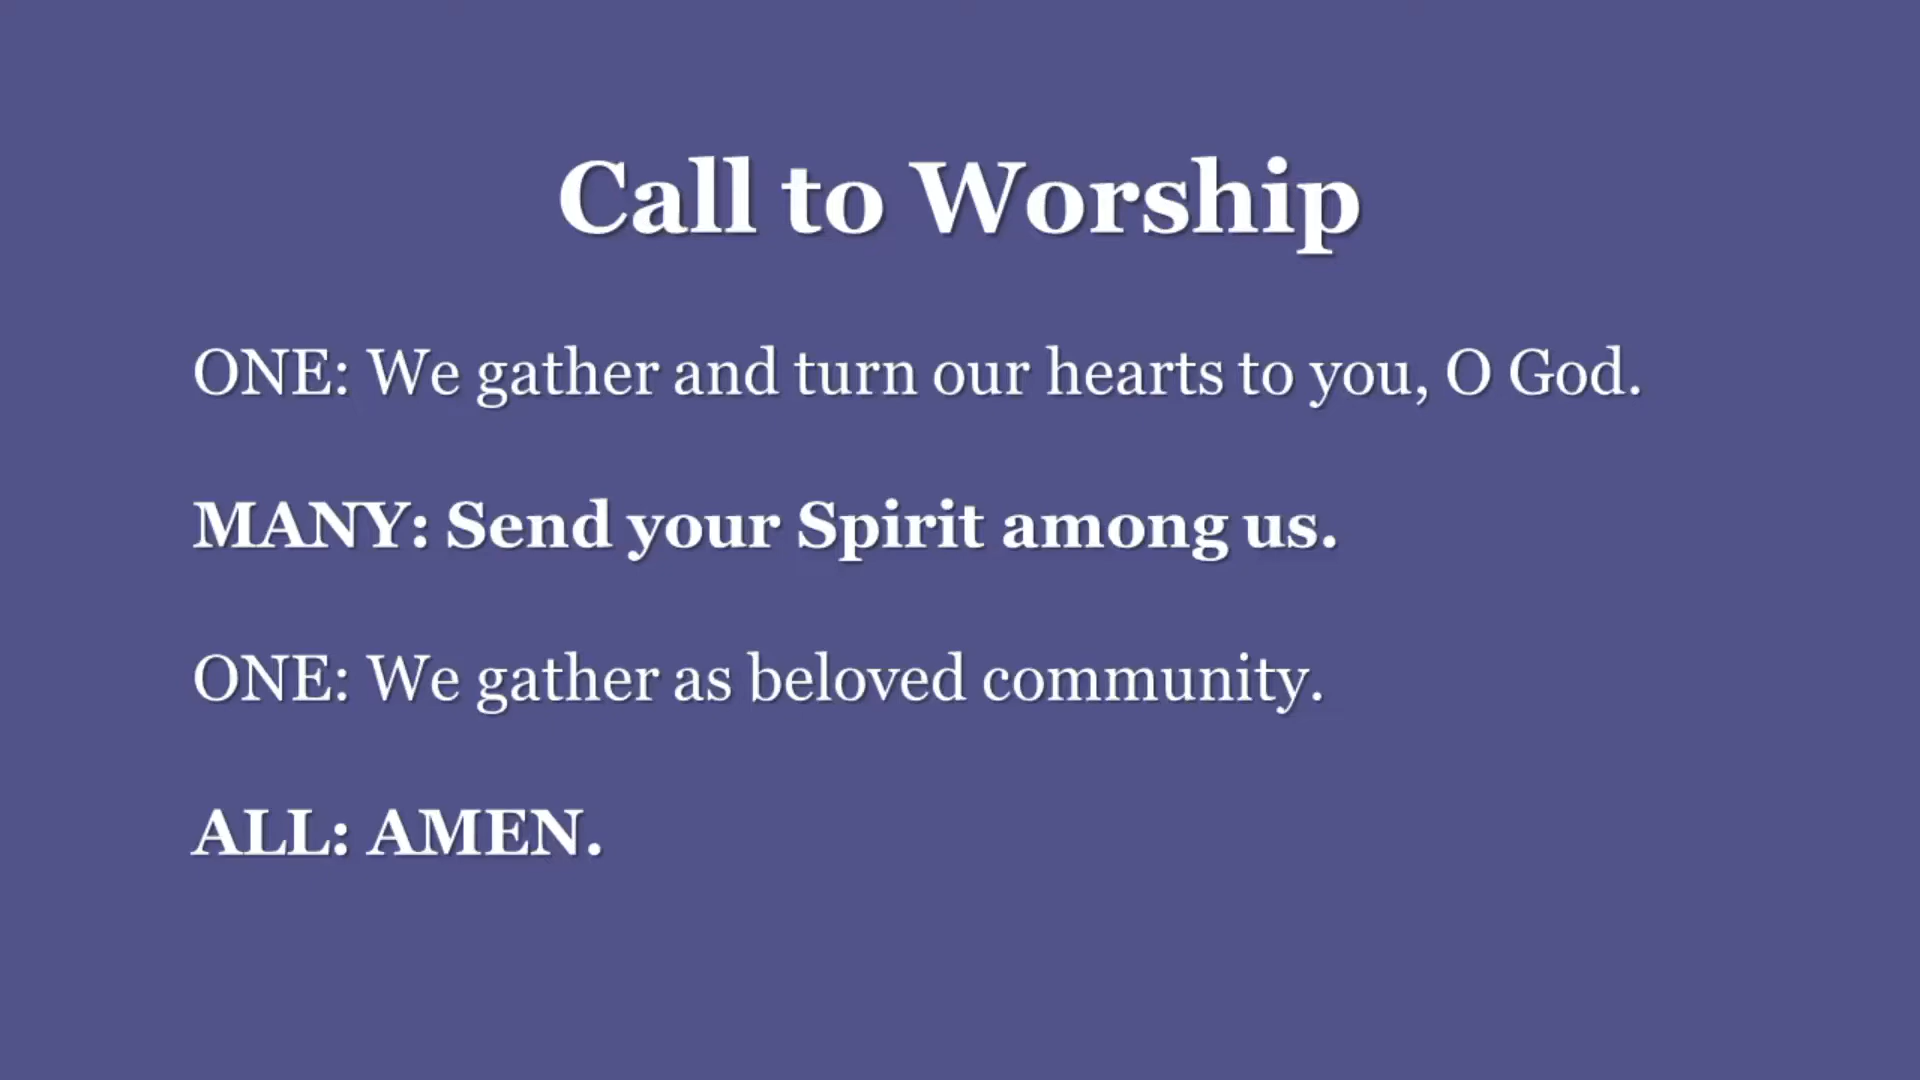 Call to Worship
ONE: We gather and turn our hearts to you, O God.
MANY: Send your Spirit among us.
ONE: We gather as beloved community.
ALL: AMEN.